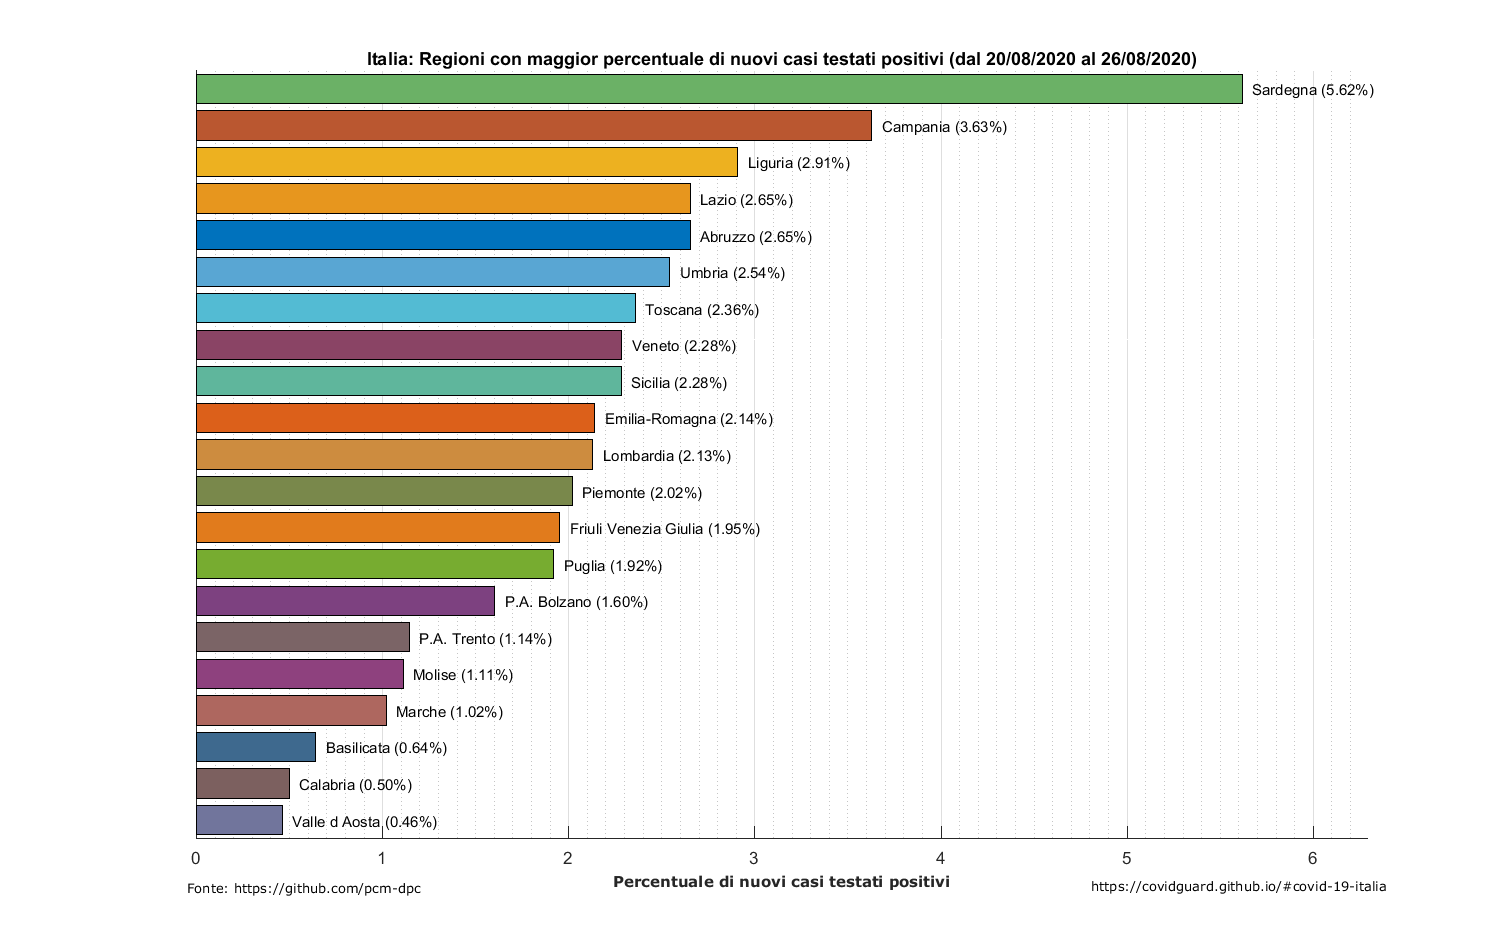 Italia: Regioni con maggior percentuale di nuovi casi testati positivi (dal 20/08/2020 al 26/08/2020)
Sardegna (5.62%)
Campania (3.63%)
Liguria (2.91%)
Lazio (2.65%)
Abruzzo (2.65%)
Umbria (2.54%)
Toscana (2.36%)
Veneto (2.28%)
Sicilia (2.28%)
Emilia-Romagna (2.14%)
Lombardia (2.13%)
Piemonte (2.02%)
Friuli Venezia Giulia (1.95%)
Puglia (1.92%)
P.A. Bolzano (1.60%)
P.A. Trento (1.14%)
Molise (1.11%)
Marche (1.02%)
Basilicata (0.64%)
Calabria (0.50%)
Valle d Aosta (0.46%)
0 1 2 3 4 5 6
Percentuale di nuovi casi testati positivi
Fonte: https://github.com/pcm-dpc
https://covidguard.github.io/#covid-19-italia